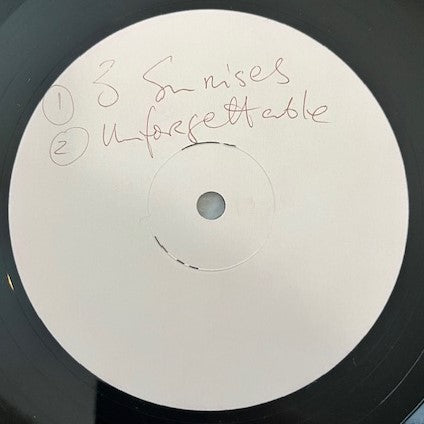 ① 3 Sunrises
② Unforgettable